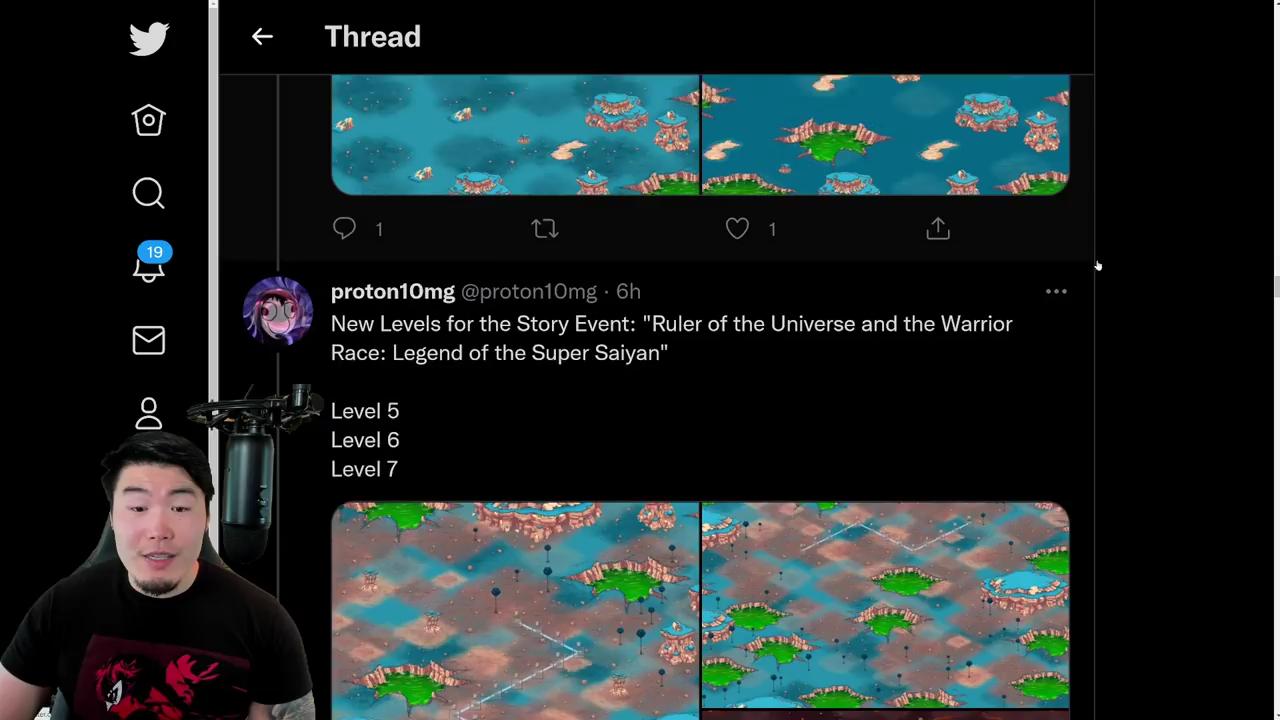 Thread
1
1
19
proton10mg @proton10mg · 6h
New Levels for the Story Event: "Ruler of the Universe and the Warrior
Race: Legend of the Super Saiyan"
Level 5
Level 6
Level 7